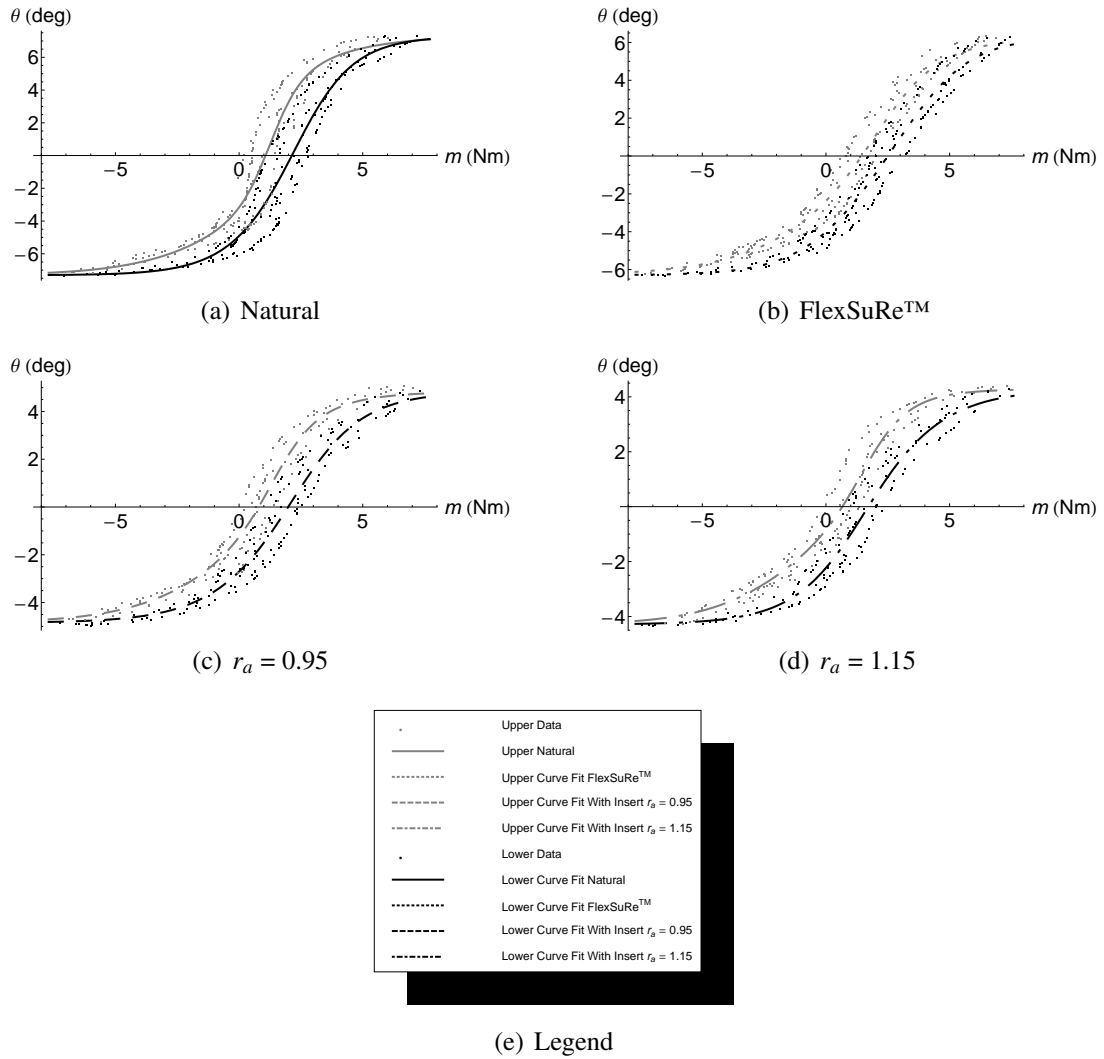 θ (deg)
6
4
2
−5
0
5
m (Nm)
−2
−4
−6
(a) Natural
θ (deg)
6
4
2
−5
0
5
m (Nm)
−2
−4
−6
(b) FlexSuRe™
θ (deg)
4
2
−5
0
5
m (Nm)
−2
−4
(c) r_a = 0.95
θ (deg)
4
2
−5
0
5
m (Nm)
−2
−4
(d) r_a = 1.15
Upper Data
Upper Natural
Upper Curve Fit FlexSuRe™
Upper Curve Fit With Insert r_a = 0.95
Upper Curve Fit With Insert r_a = 1.15
Lower Data
Lower Curve Fit Natural
Lower Curve Fit FlexSuRe™
Lower Curve Fit With Insert r_a = 0.95
Lower Curve Fit With Insert r_a = 1.15
(e) Legend